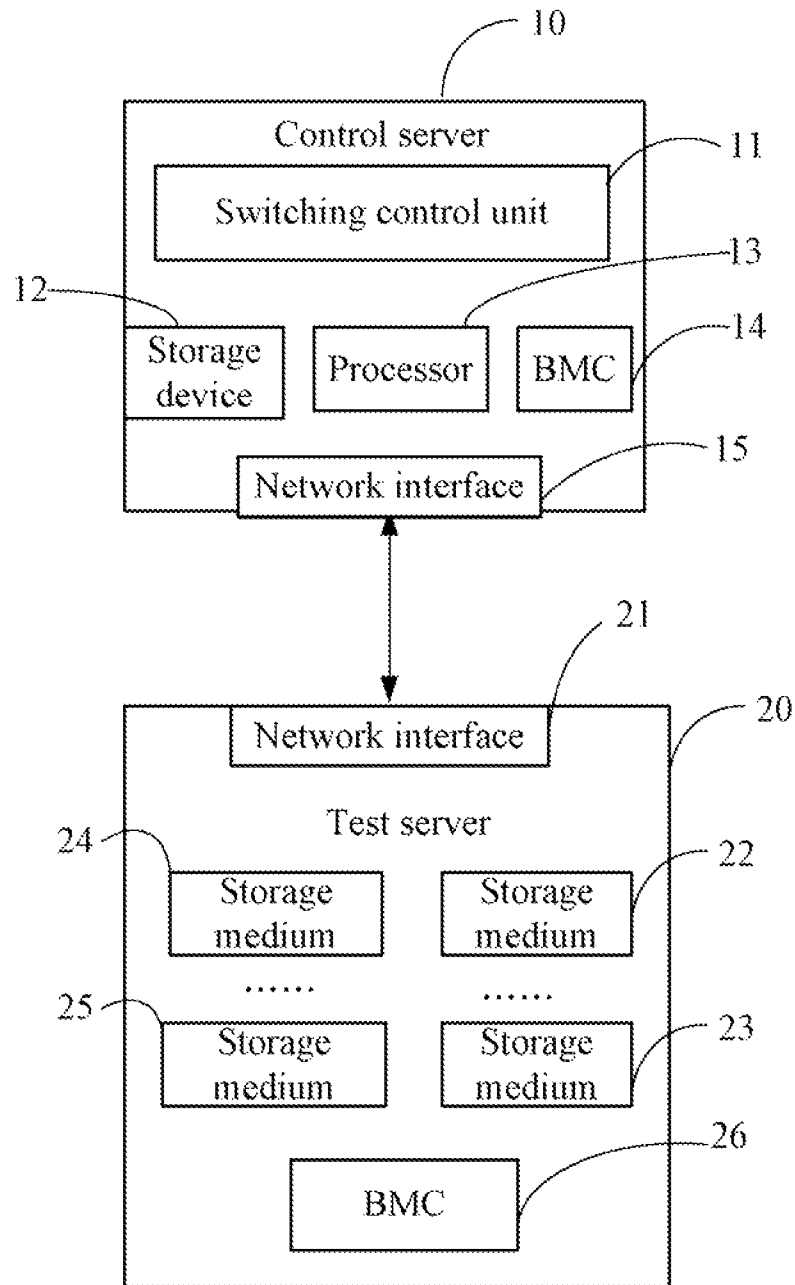 10
Control server
11
Switching control unit
13
12
Storage
device
Processor
BMC
14
15
Network interface
21
Network interface
20
Test server
24
22
Storage
medium
Storage
medium
......
......
25
23
Storage
medium
Storage
medium
26
BMC